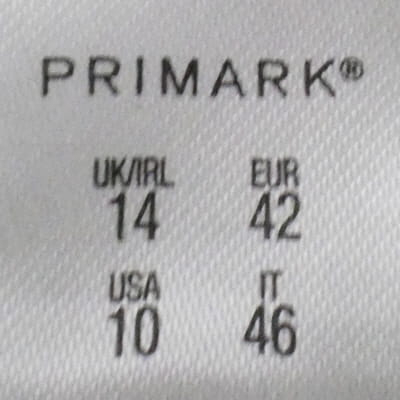 PRIMARK®
UK/IRL EUR
14 42
USA IT
10 46